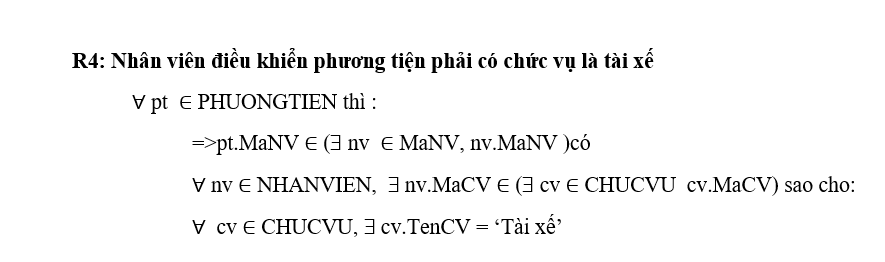 R4: Nhân viên điều khiển phương tiện phải có chức vụ là tài xế
∀ pt ∈ PHUONGTIEN thì :
=>pt.MaNV ∈ (∃ nv ∈ MaNV, nv.MaNV )có
∀ nv ∈ NHANVIEN, ∃ nv.MaCV ∈ (∃ cv ∈ CHUCVU cv.MaCV) sao cho:
∀ cv ∈ CHUCVU, ∃ cv.TenCV = ‘Tài xế’